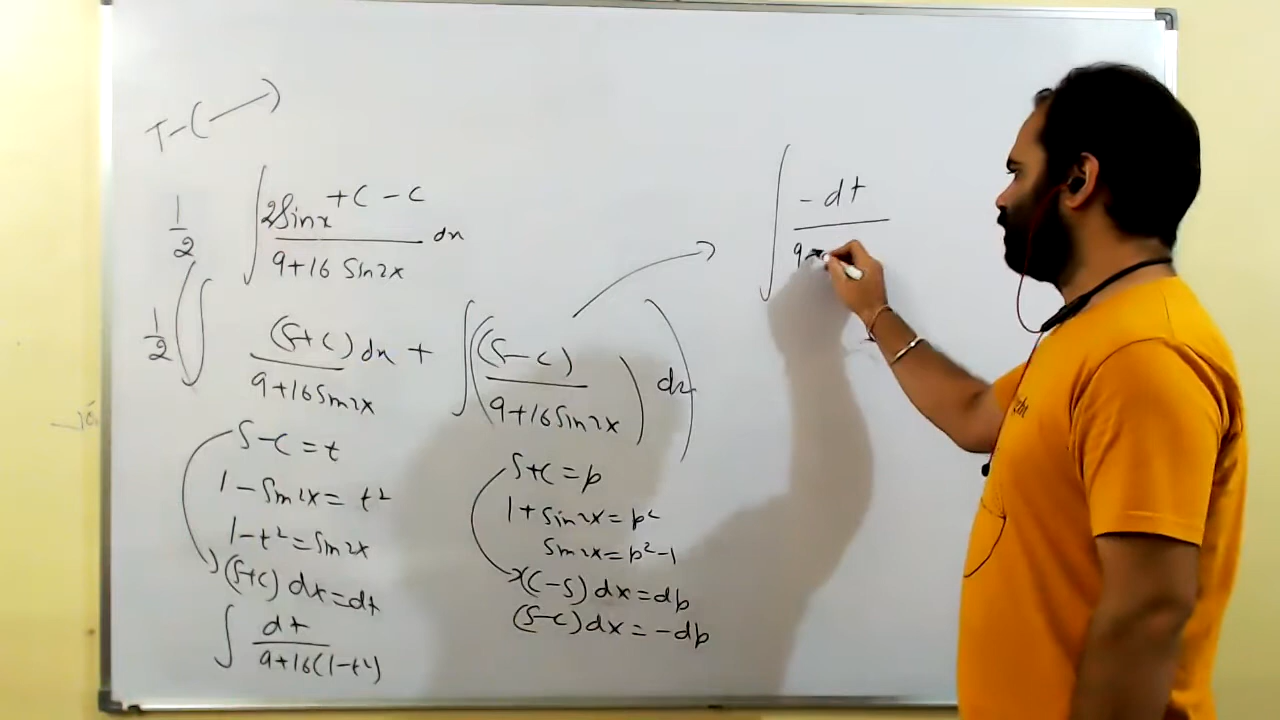 T-C →
1/2 ∫ 2Sinx +C -C / 9+16 Sin2x dx
1/2 ( ∫ (S+C)dx / 9+16Sin2x + ∫ ( (S-C) / 9+16Sin2x ) dx )
S-C = t
1-Sin2x = t²
1-t² = Sin2x
(S+C) dx = dt
∫ dt / 9+16(1-t²)
S+C = p
1+Sin2x = p²
Sin2x = p²-1
(C-S) dx = dp
(S-C)dx = -dp
∫ -dt / 9